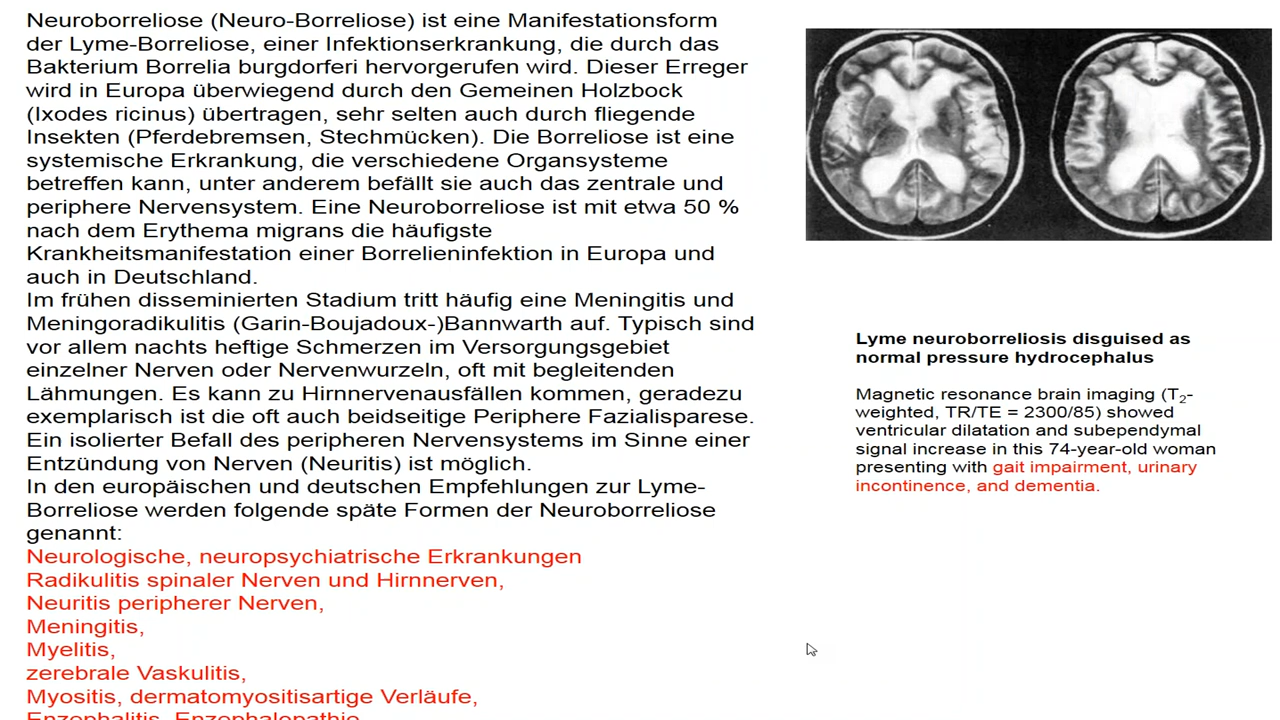 Neuroborreliose (Neuro-Borreliose) ist eine Manifestationsform
der Lyme-Borreliose, einer Infektionserkrankung, die durch das
Bakterium Borrelia burgdorferi hervorgerufen wird. Dieser Erreger
wird in Europa überwiegend durch den Gemeinen Holzbock
(Ixodes ricinus) übertragen, sehr selten auch durch fliegende
Insekten (Pferdebremsen, Stechmücken). Die Borreliose ist eine
systemische Erkrankung, die verschiedene Organsysteme
betreffen kann, unter anderem befällt sie auch das zentrale und
periphere Nervensystem. Eine Neuroborreliose ist mit etwa 50 %
nach dem Erythema migrans die häufigste
Krankheitsmanifestation einer Borrelieninfektion in Europa und
auch in Deutschland.
Im frühen disseminierten Stadium tritt häufig eine Meningitis und
Meningoradikulitis (Garin-Boujadoux-)Bannwarth auf. Typisch sind
vor allem nachts heftige Schmerzen im Versorgungsgebiet
einzelner Nerven oder Nervenwurzeln, oft mit begleitenden
Lähmungen. Es kann zu Hirnnervenausfällen kommen, geradezu
exemplarisch ist die oft auch beidseitige Periphere Fazialisparese.
Ein isolierter Befall des peripheren Nervensystems im Sinne einer
Entzündung von Nerven (Neuritis) ist möglich.
In den europäischen und deutschen Empfehlungen zur Lyme-
Borreliose werden folgende späte Formen der Neuroborreliose
genannt:
Neurologische, neuropsychiatrische Erkrankungen
Radikulitis spinaler Nerven und Hirnnerven,
Neuritis peripherer Nerven,
Meningitis,
Myelitis,
zerebrale Vaskulitis,
Myositis, dermatomyositisartige Verläufe,
Enzephalitis, Enzephalopathie
Lyme neuroborreliosis disguised as
normal pressure hydrocephalus
Magnetic resonance brain imaging (T2-
weighted, TR/TE = 2300/85) showed
ventricular dilatation and subependymal
signal increase in this 74-year-old woman
presenting with gait impairment, urinary
incontinence, and dementia.